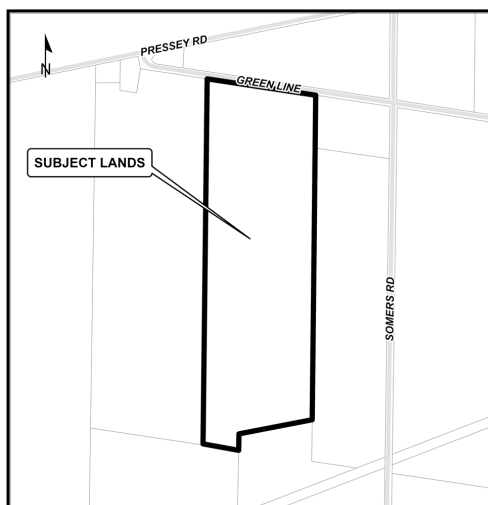 PRESSEY RD
N
GREEN LINE
SUBJECT LANDS
SOMERS RD